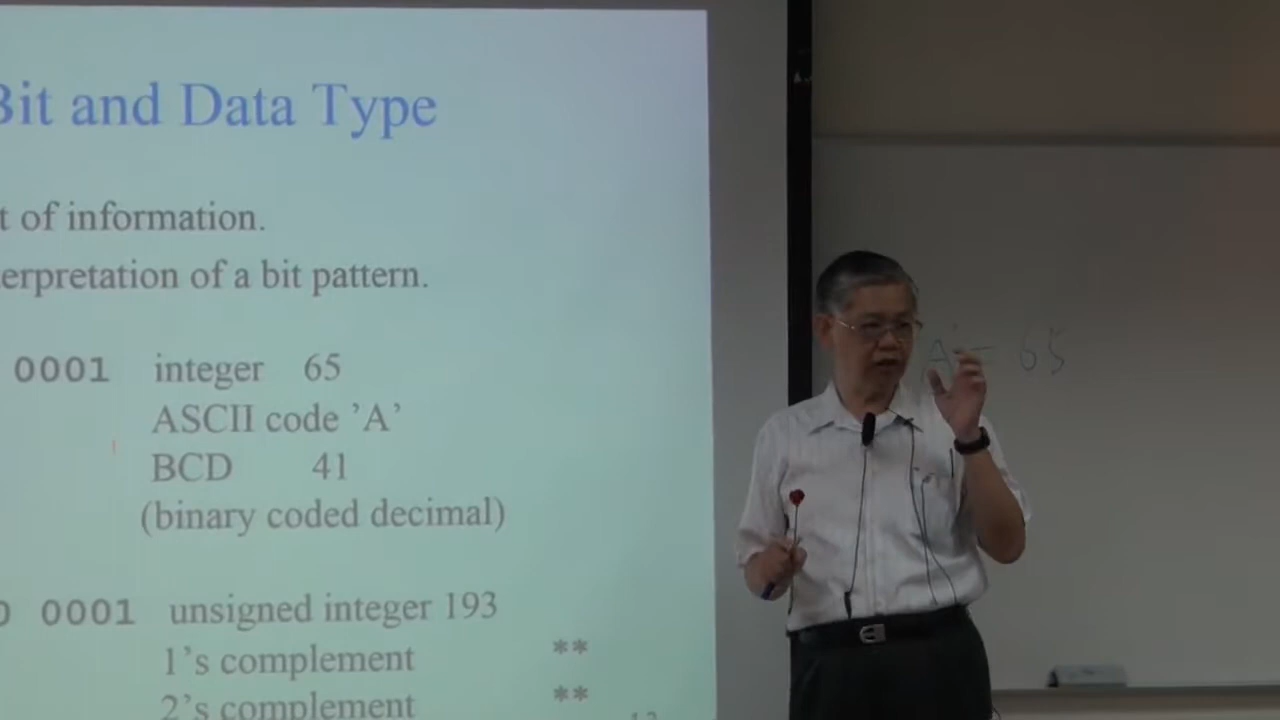 Bit and Data Type
t of information.
erpretation of a bit pattern.
0001 integer 65
ASCII code ’A’
BCD 41
(binary coded decimal)
0001 unsigned integer 193
1’s complement **
2’s complement **
A = 65